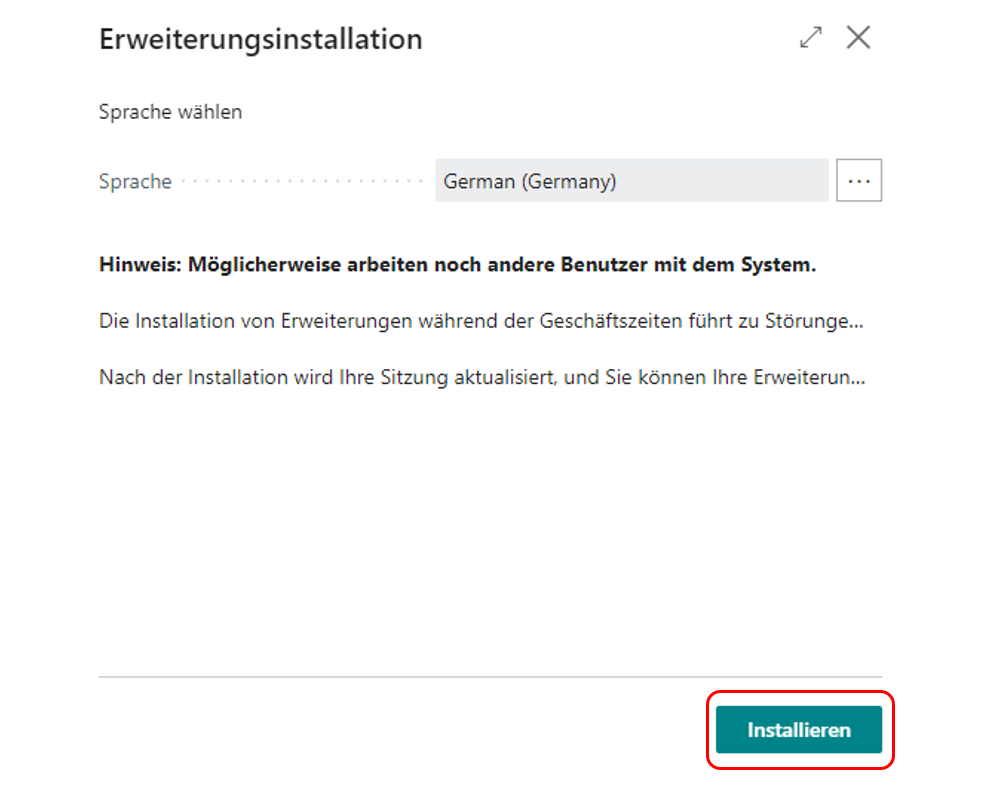 Erweiterungsinstallation
Sprache wählen
Sprache
German (Germany)
...
Hinweis: Möglicherweise arbeiten noch andere Benutzer mit dem System.
Die Installation von Erweiterungen während der Geschäftszeiten führt zu Störunge...
Nach der Installation wird Ihre Sitzung aktualisiert, und Sie können Ihre Erweiterun...
Installieren